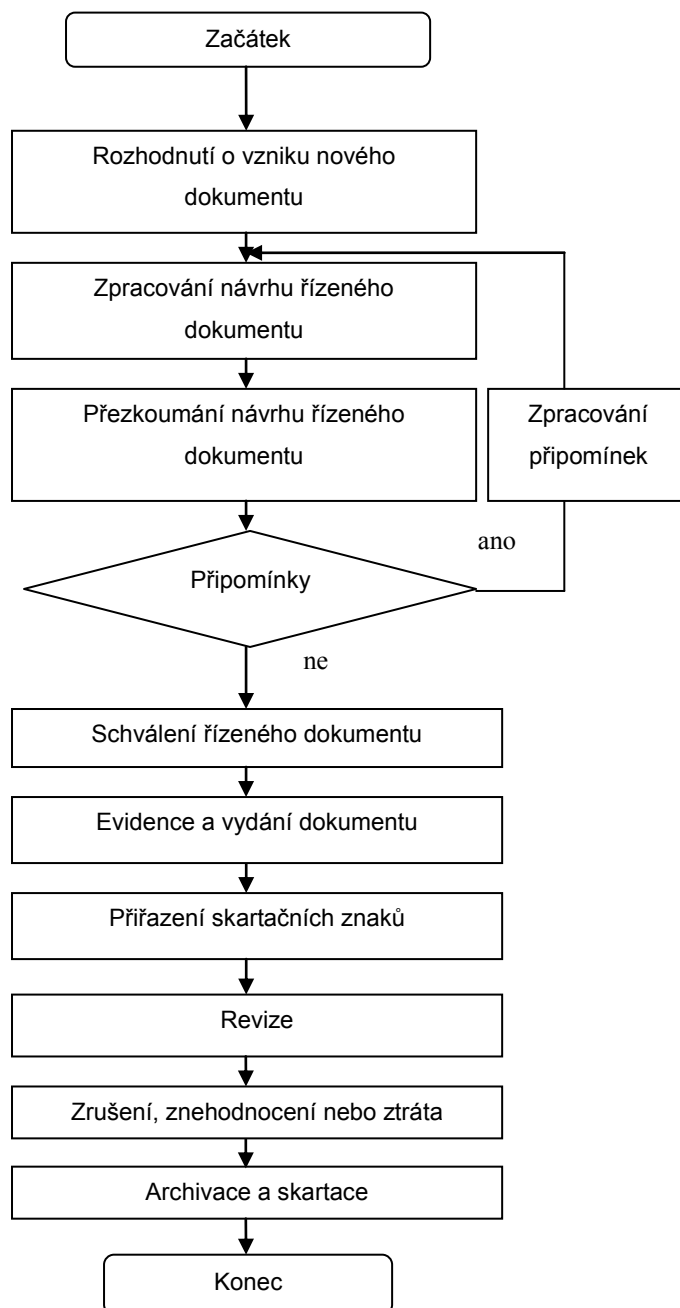 Začátek
Rozhodnutí o vzniku nového
dokumentu
Zpracování návrhu řízeného
dokumentu
Přezkoumání návrhu řízeného
dokumentu
Zpracování
připomínek
ano
Připomínky
ne
Schválení řízeného dokumentu
Evidence a vydání dokumentu
Přiřazení skartačních znaků
Revize
Zrušení, znehodnocení nebo ztráta
Archivace a skartace
Konec